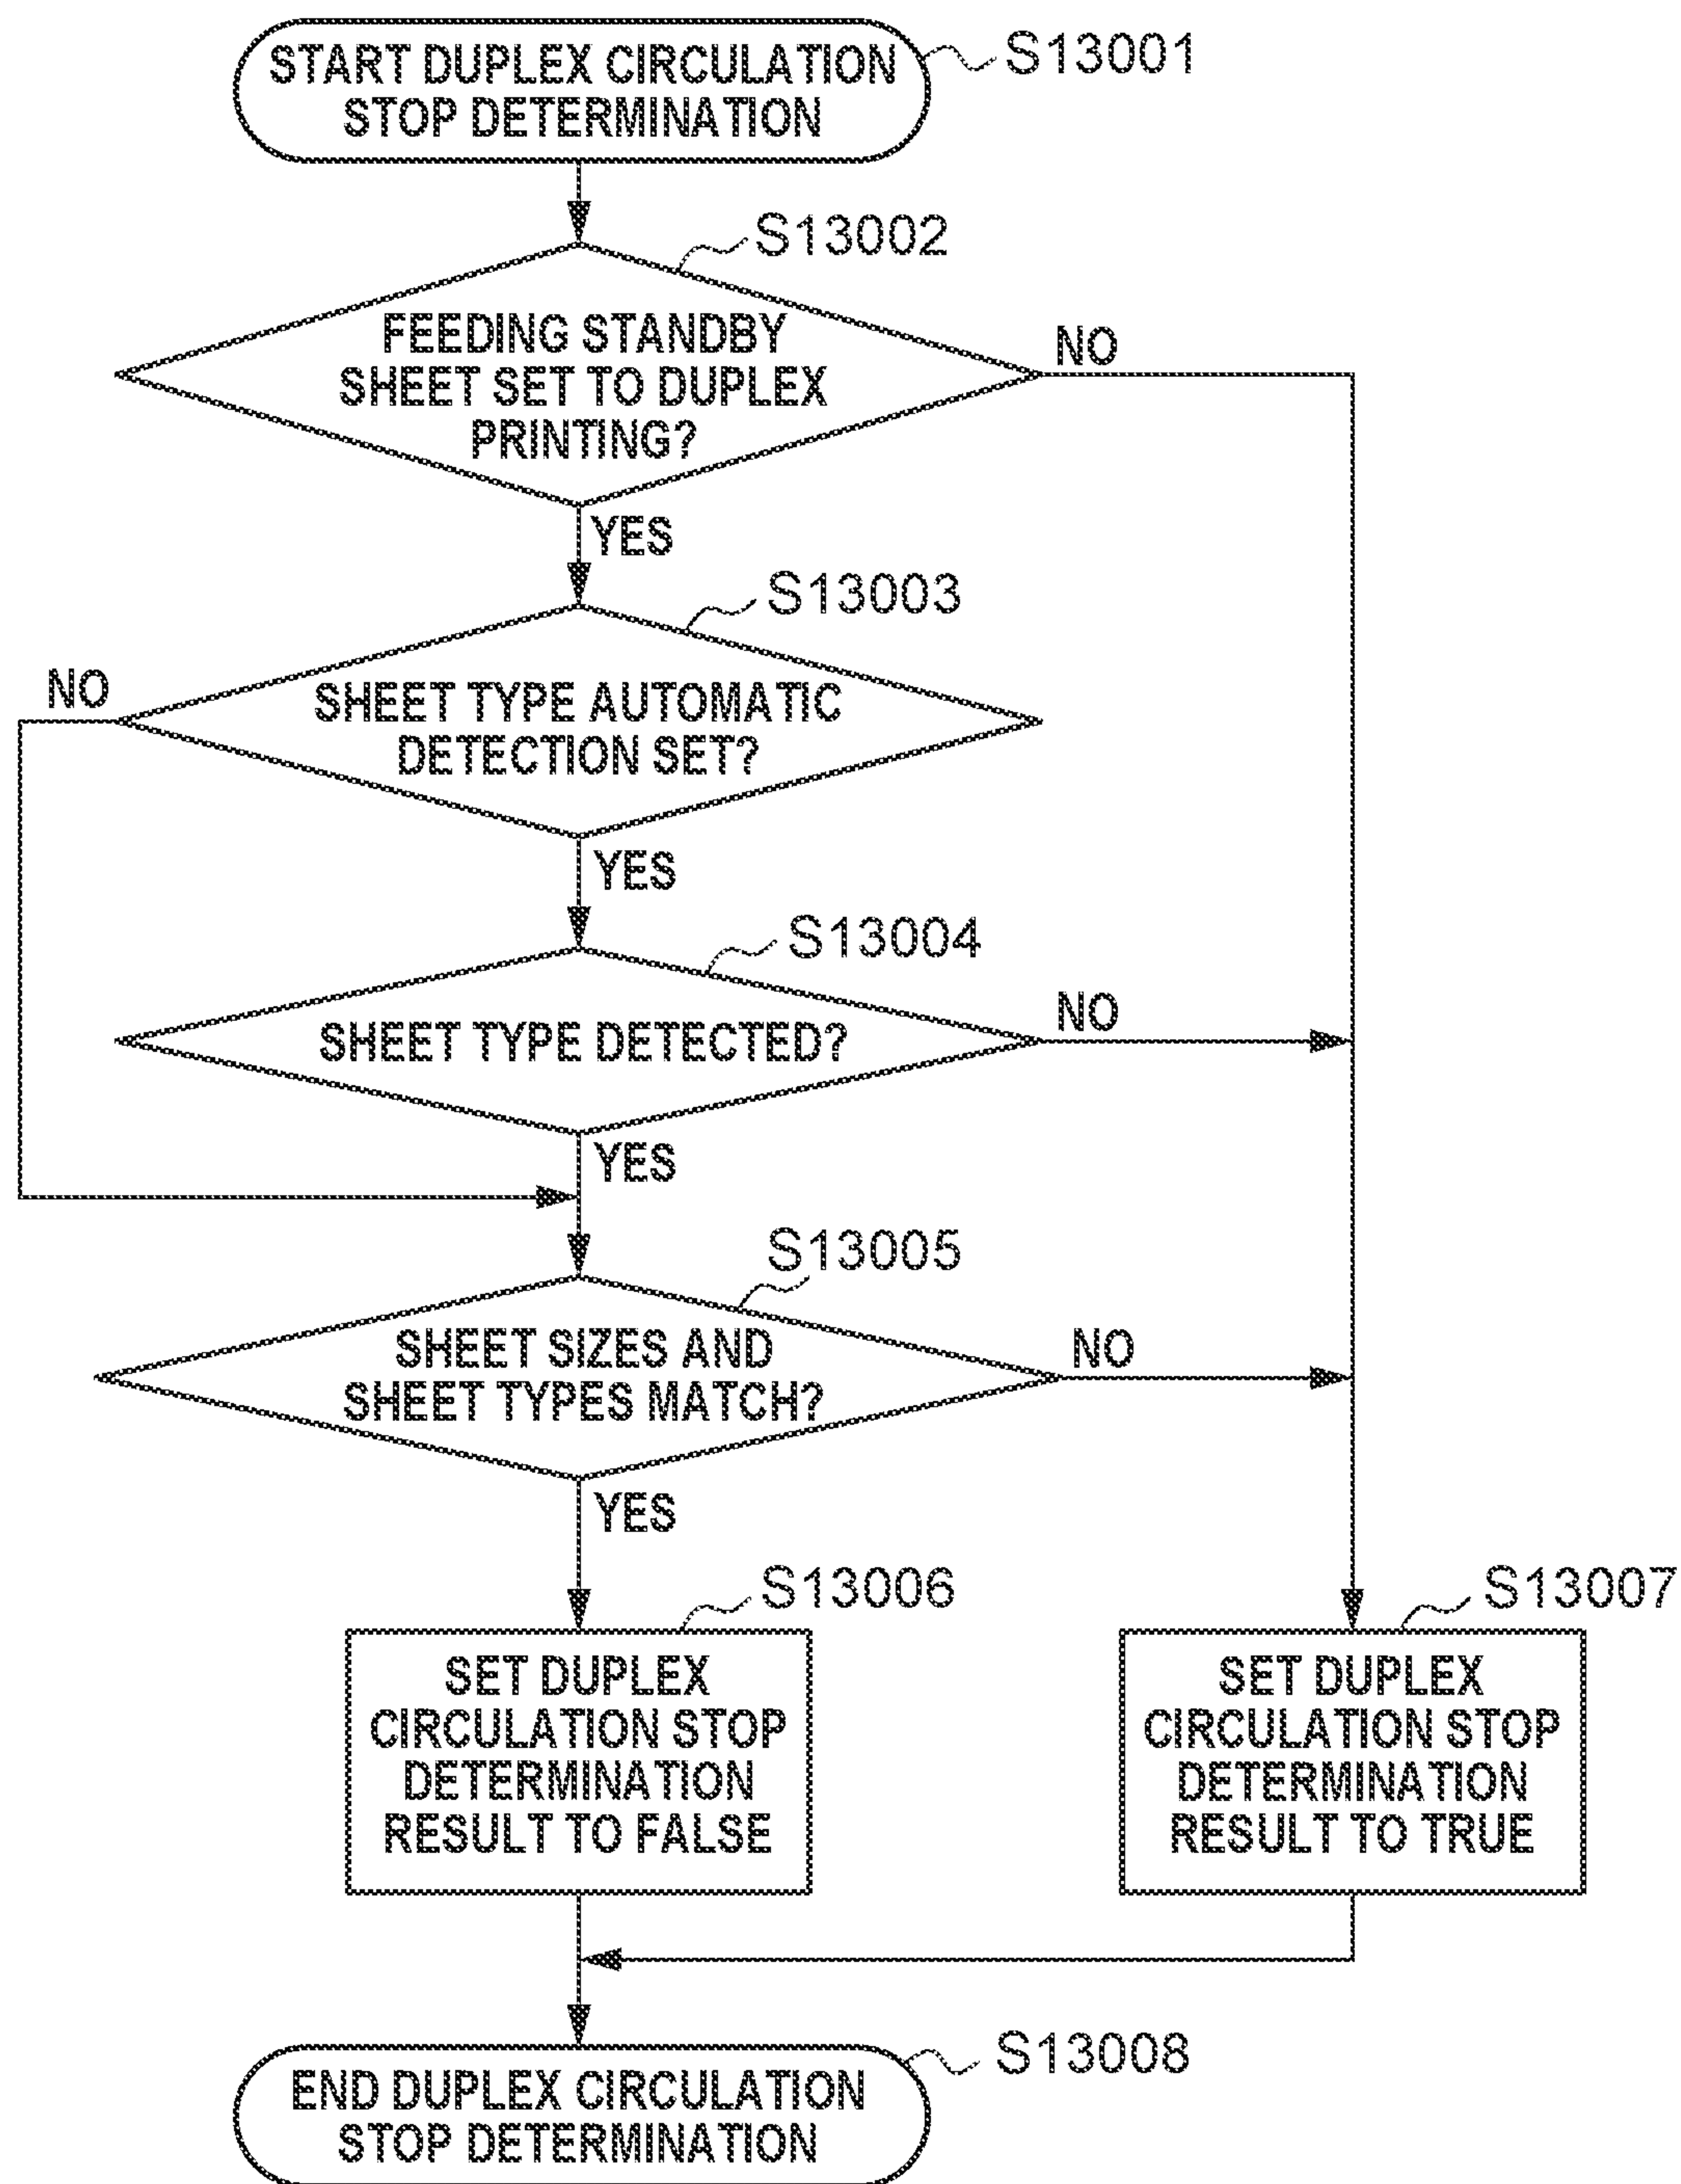 START DUPLEX CIRCULATION
STOP DETERMINATION
S13001
S13002
FEEDING STANDBY
SHEET SET TO DUPLEX
PRINTING?
NO
YES
S13003
NO
SHEET TYPE AUTOMATIC
DETECTION SET?
YES
S13004
SHEET TYPE DETECTED?
NO
YES
S13005
SHEET SIZES AND
SHEET TYPES MATCH?
NO
YES
S13006
SET DUPLEX
CIRCULATION STOP
DETERMINATION
RESULT TO FALSE
S13007
SET DUPLEX
CIRCULATION STOP
DETERMINATION
RESULT TO TRUE
S13008
END DUPLEX CIRCULATION
STOP DETERMINATION